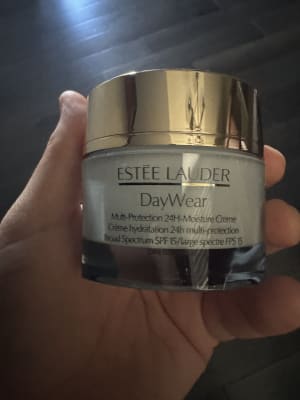 ESTĒE LAUDER
DayWear
Multi-Protection 24H-Moisture Creme
Crème hydratation 24h multi-protection
Broad Spectrum SPF 15/large spectre FPS 15